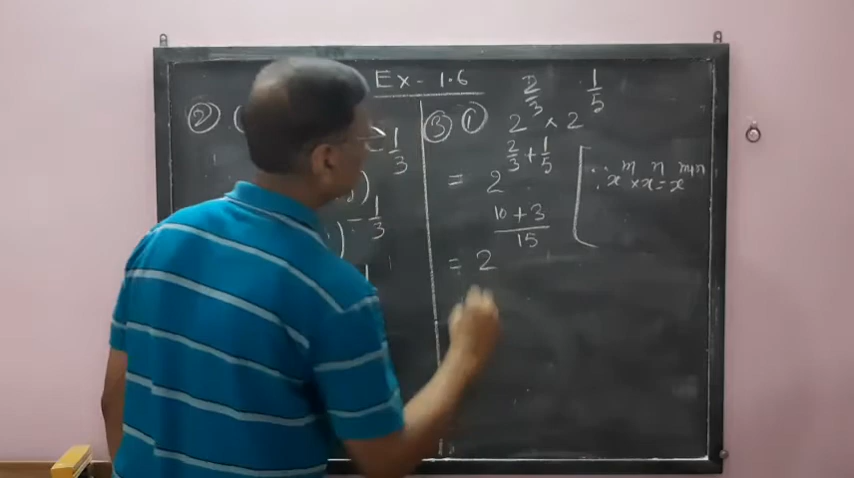 Ex - 1.6
②
-1/3
)
)-1/3
③ ① 2^(2/3) × 2^(1/5)
= 2^(2/3 + 1/5) [∵ x^m × x^n = x^(m+n)
= 2^((10 + 3)/15)